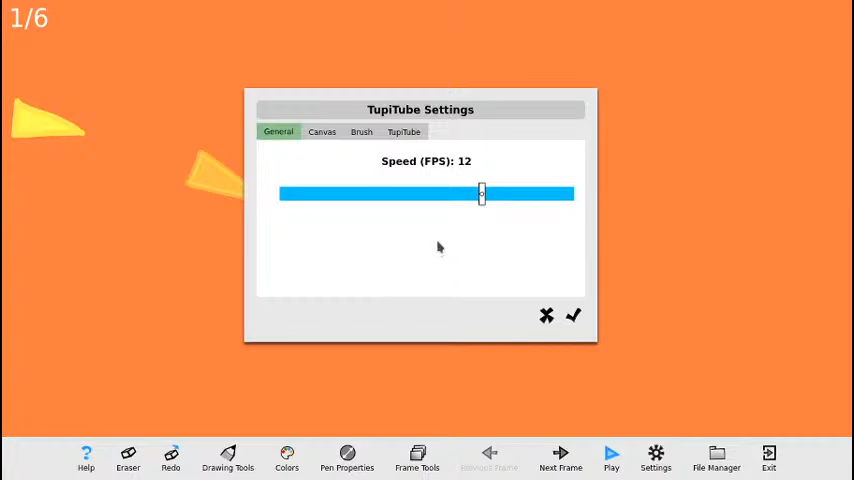 1/6
TupiTube Settings
General Canvas Brush TupiTube
Speed (FPS): 12
Help Eraser Redo Drawing Tools Colors Pen Properties Frame Tools Previous Frame Next Frame Play Settings File Manager Exit